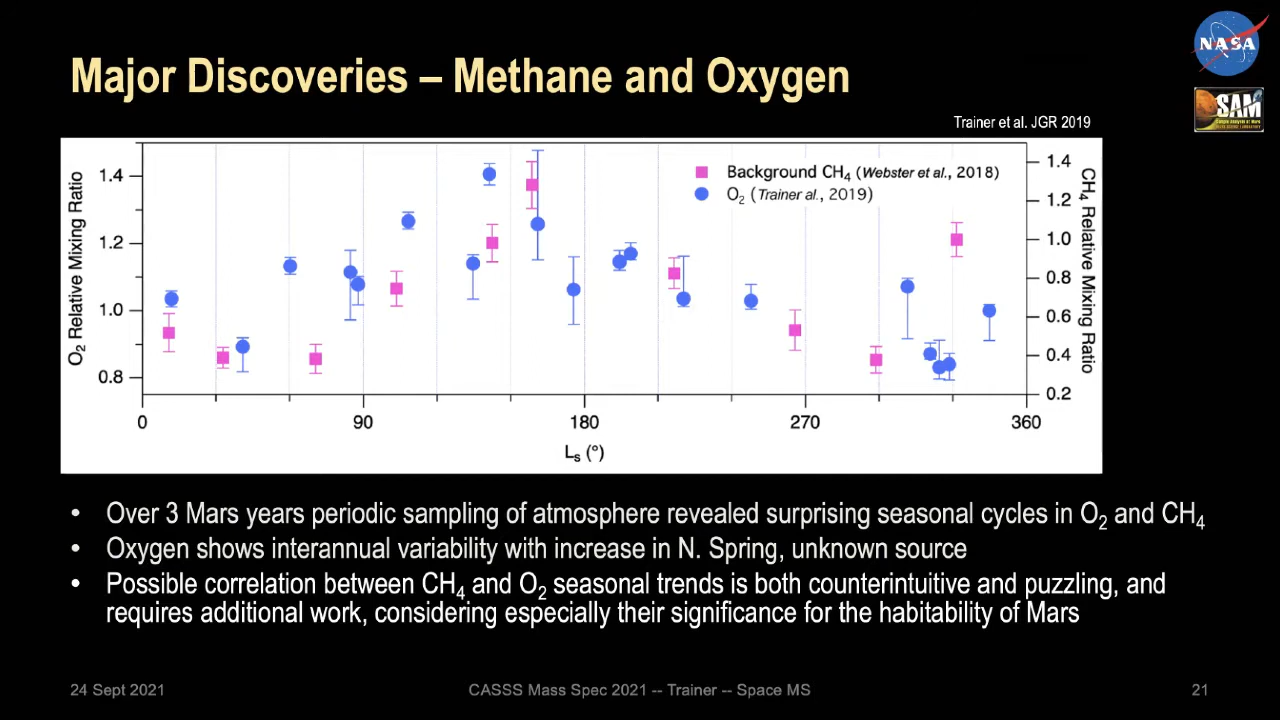 NASA
Major Discoveries – Methane and Oxygen
SAM
Trainer et al. JGR 2019
O₂ Relative Mixing Ratio
1.4
1.2
1.0
0.8
Background CH₄ (Webster et al., 2018)
O₂ (Trainer al., 2019)
1.4
1.2
1.0
0.8
0.6
0.4
0.2
CH₄ Relative Mixing Ratio
0 90 180 270 360
Lₛ (°)
• Over 3 Mars years periodic sampling of atmosphere revealed surprising seasonal cycles in O₂ and CH₄
• Oxygen shows interannual variability with increase in N. Spring, unknown source
• Possible correlation between CH₄ and O₂ seasonal trends is both counterintuitive and puzzling, and
requires additional work, considering especially their significance for the habitability of Mars
24 Sept 2021 CASSS Mass Spec 2021 -- Trainer -- Space MS 21